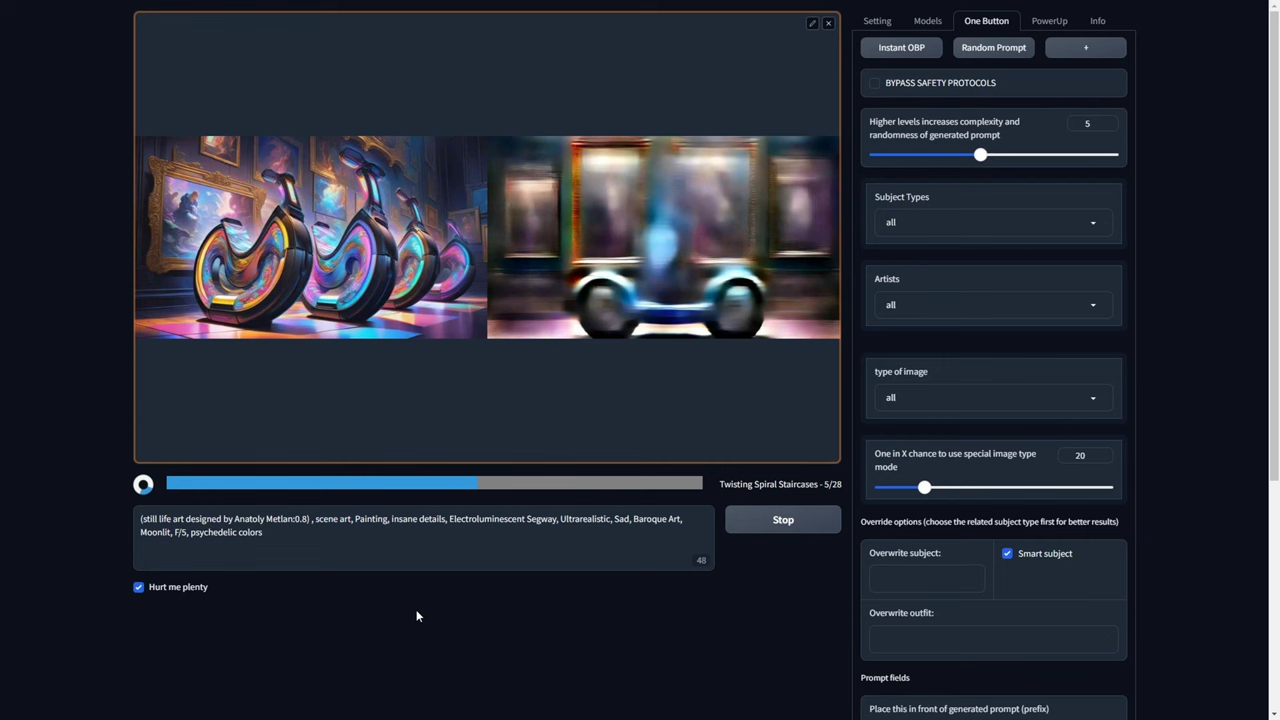 Setting Models One Button PowerUp Info
Instant OBP Random Prompt +
BYPASS SAFETY PROTOCOLS
Higher levels increases complexity and
randomness of generated prompt
5
Subject Types
all
Artists
all
type of image
all
One in X chance to use special image type
mode
20
Override options (choose the related subject type first for better results)
Overwrite subject:
Smart subject
Overwrite outfit:
Prompt fields
Place this in front of generated prompt (prefix)
Twisting Spiral Staircases - 5/28
(still life art designed by Anatoly Metlan:0.8) , scene art, Painting, insane details, Electroluminescent Segway, Ultrarealistic, Sad, Baroque Art,
Moonlit, F/5, psychedelic colors
48
Stop
Hurt me plenty